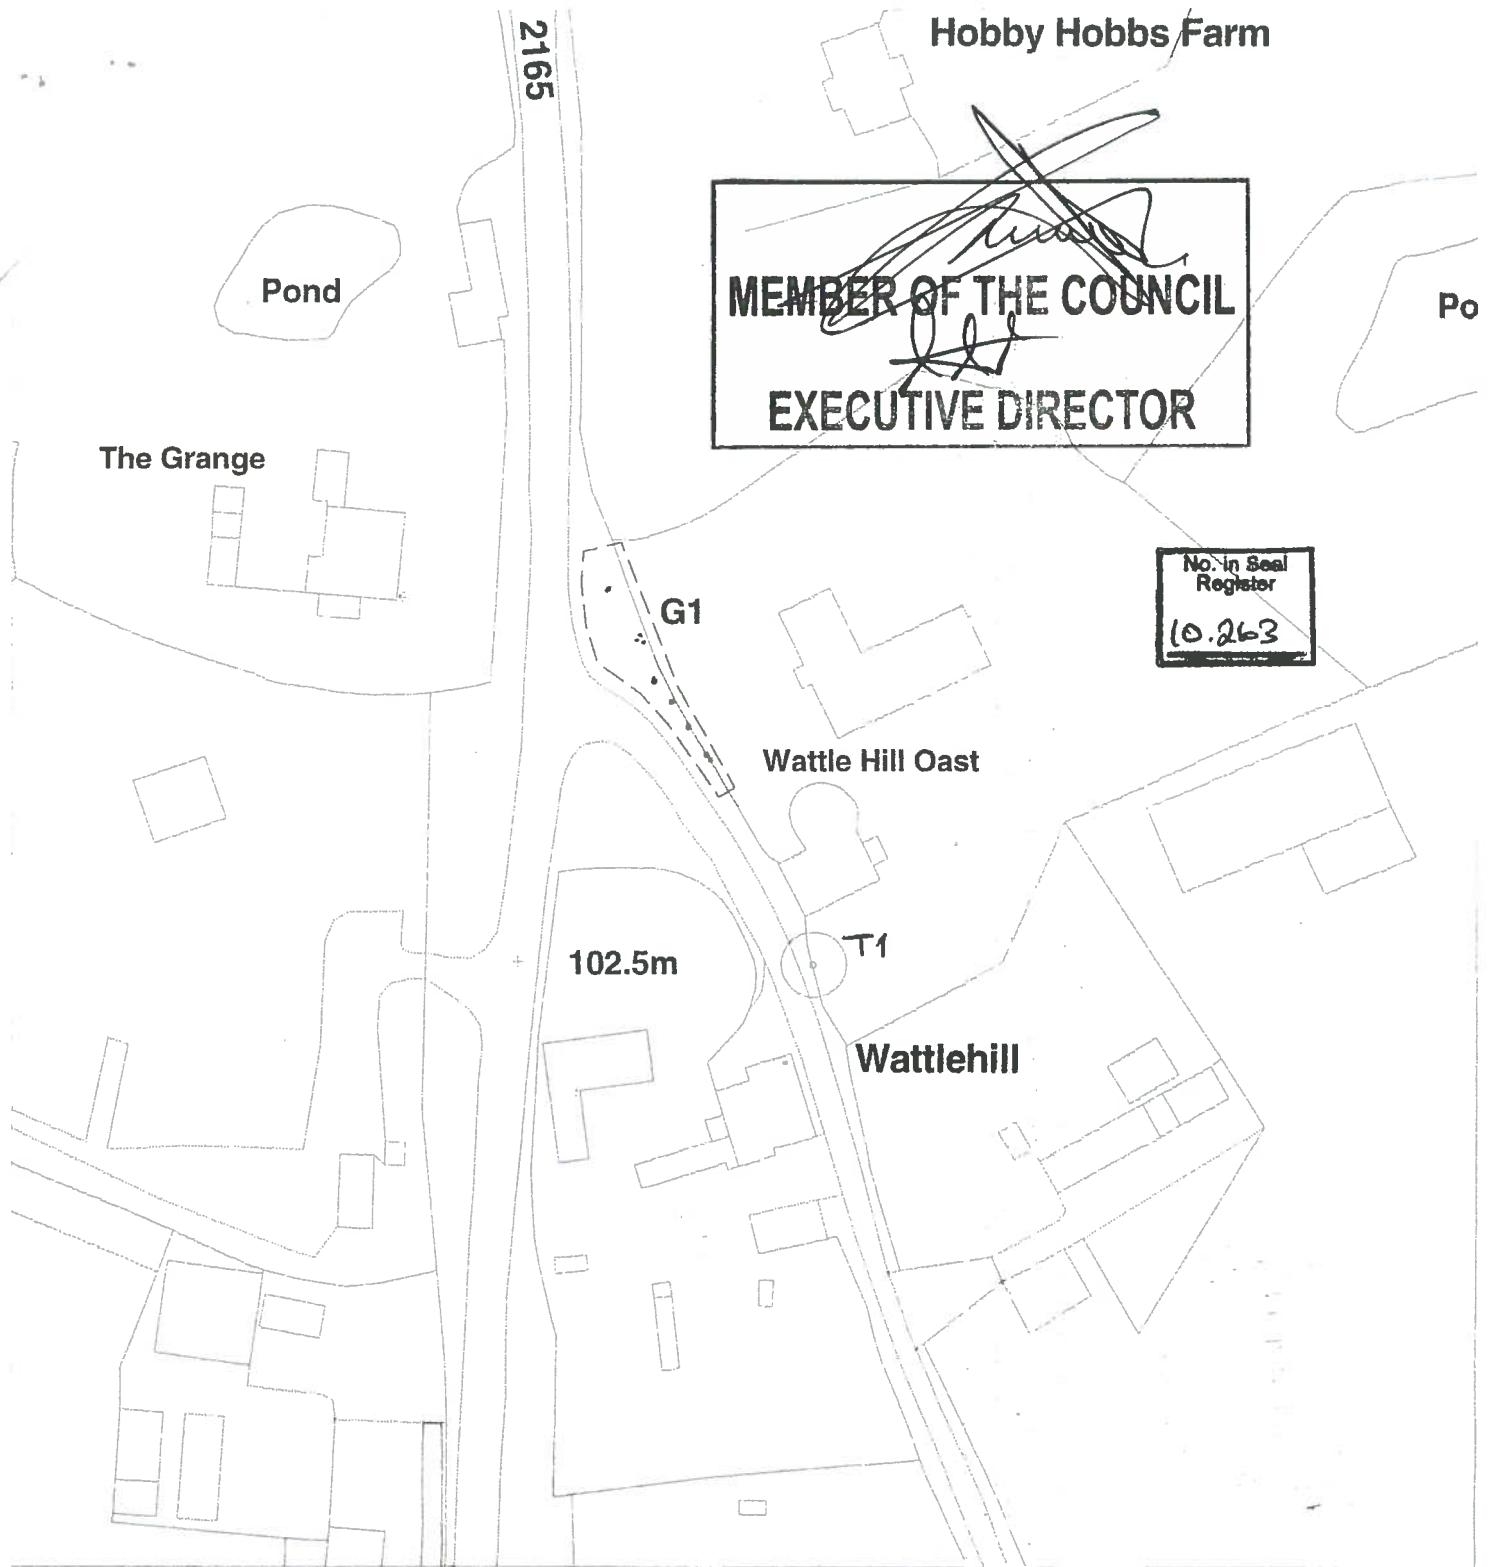 Hobby Hobbs Farm
2165
MEMBER OF THE COUNCIL
EXECUTIVE DIRECTOR
Pond
Po
The Grange
No. in Seal
Register
10.263
G1
Wattle Hill Oast
T1
102.5m
Wattlehill